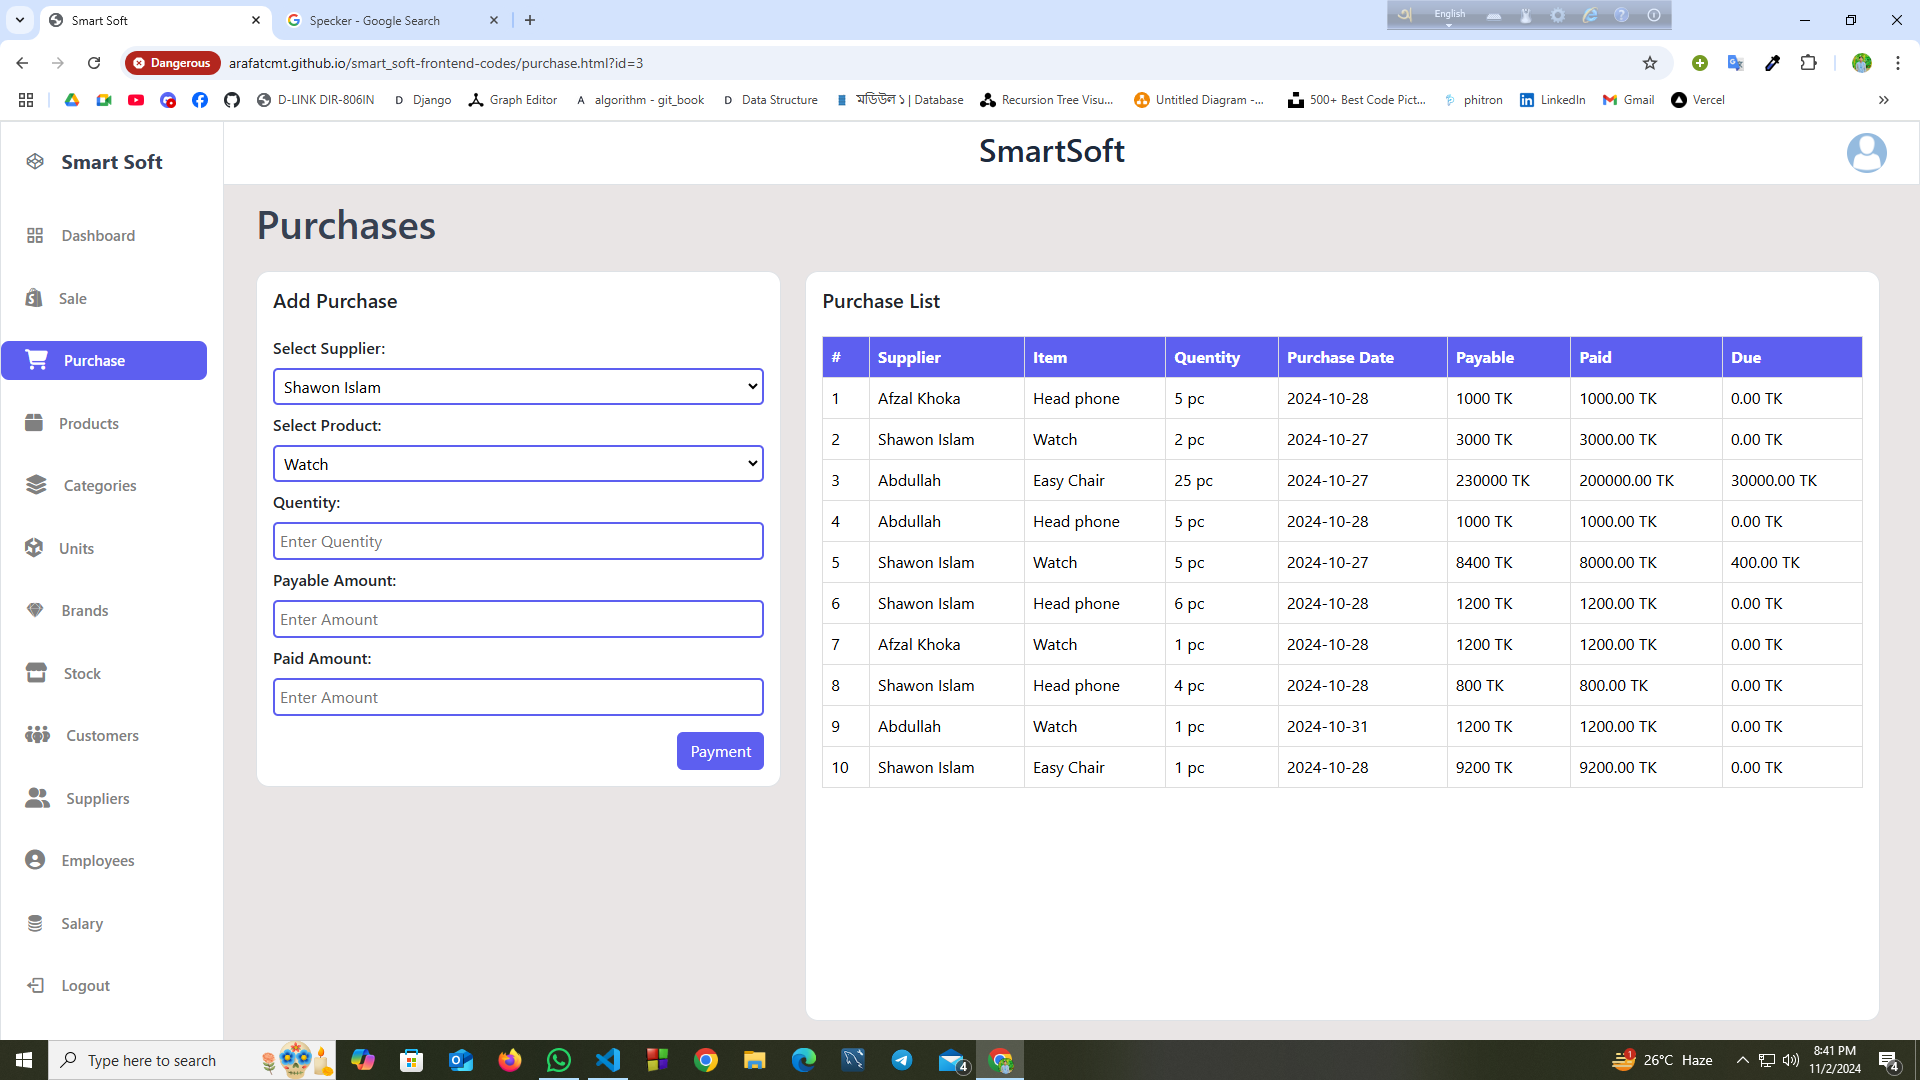 Smart Soft
Specker - Google Search
English
Dangerous
arafatcmt.github.io/smart_soft-frontend-codes/purchase.html?id=3
D-LINK DIR-806IN
D Django
Graph Editor
A algorithm - git_book
D Data Structure
মডিউল ১ | Database
Recursion Tree Visu...
Untitled Diagram -...
500+ Best Code Pict...
phitron
LinkedIn
Gmail
Vercel
Smart Soft
SmartSoft
Dashboard
Sale
Purchase
Products
Categories
Units
Brands
Stock
Customers
Suppliers
Employees
Salary
Logout
Purchases
Add Purchase
Select Supplier:
Shawon Islam
Select Product:
Watch
Quentity:
Enter Quentity
Payable Amount:
Enter Amount
Paid Amount:
Enter Amount
Payment
Purchase List
# Supplier Item Quentity Purchase Date Payable Paid Due
1 Afzal Khoka Head phone 5 pc 2024-10-28 1000 TK 1000.00 TK 0.00 TK
2 Shawon Islam Watch 2 pc 2024-10-27 3000 TK 3000.00 TK 0.00 TK
3 Abdullah Easy Chair 25 pc 2024-10-27 230000 TK 200000.00 TK 30000.00 TK
4 Abdullah Head phone 5 pc 2024-10-28 1000 TK 1000.00 TK 0.00 TK
5 Shawon Islam Watch 5 pc 2024-10-27 8400 TK 8000.00 TK 400.00 TK
6 Shawon Islam Head phone 6 pc 2024-10-28 1200 TK 1200.00 TK 0.00 TK
7 Afzal Khoka Watch 1 pc 2024-10-28 1200 TK 1200.00 TK 0.00 TK
8 Shawon Islam Head phone 4 pc 2024-10-28 800 TK 800.00 TK 0.00 TK
9 Abdullah Watch 1 pc 2024-10-31 1200 TK 1200.00 TK 0.00 TK
10 Shawon Islam Easy Chair 1 pc 2024-10-28 9200 TK 9200.00 TK 0.00 TK
Type here to search
4
1
26°C Haze
8:41 PM
11/2/2024
4